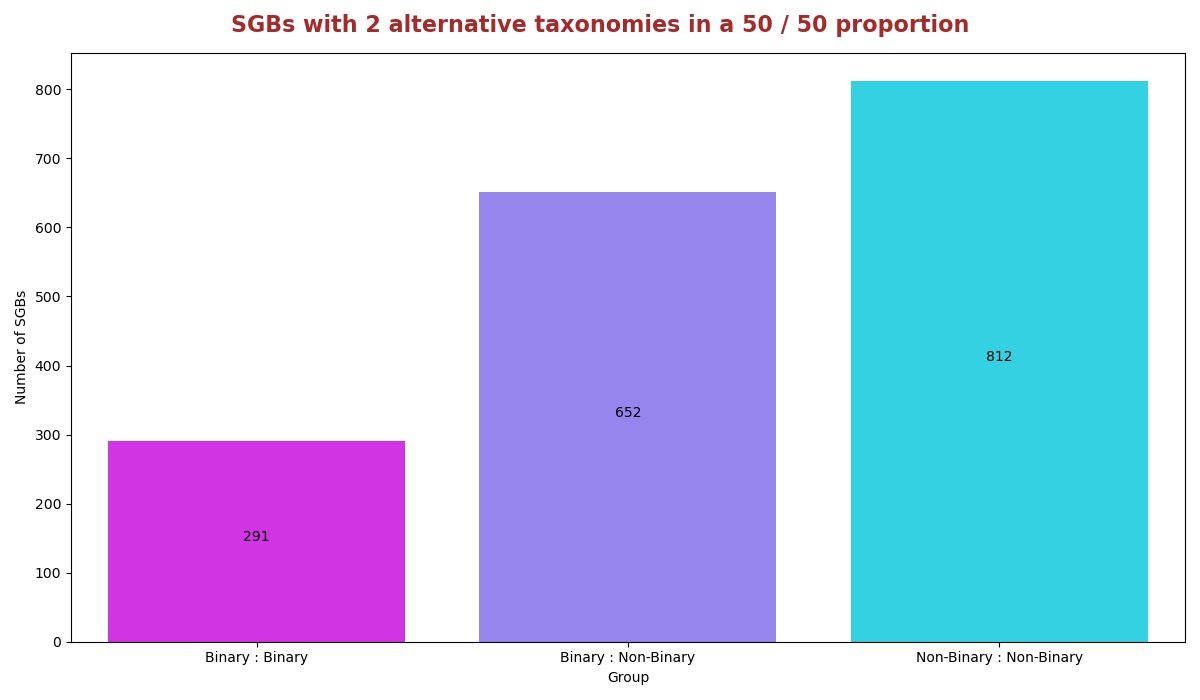 SGBs with 2 alternative taxonomies in a 50 / 50 proportion
800
700
600
500
400
300
200
100
0
Number of SGBs
291
652
812
Binary : Binary
Binary : Non-Binary
Non-Binary : Non-Binary
Group